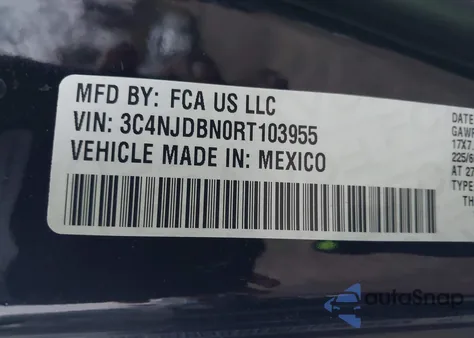 MFD BY: FCA US LLC
VIN: 3C4NJDBN0RT103955
VEHICLE MADE IN: MEXICO
DATE
GAWR
17X7.
225/6
AT 27
TYPE
TH
autoSnap